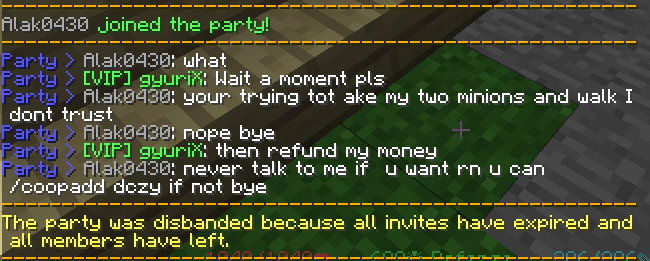 Alak0430 joined the party!
Party > Alak0430: what
Party > [VIP] gyuriX: Wait a moment pls
Party > Alak0430: your trying tot ake my two minions and walk I
dont trust
Party > Alak0430: nope bye
Party > [VIP] gyuriX: then refund my money
Party > Alak0430: never talk to me if  u want rn u can
/coopadd dczy if not bye
The party was disbanded because all invites have expired and
all members have left.